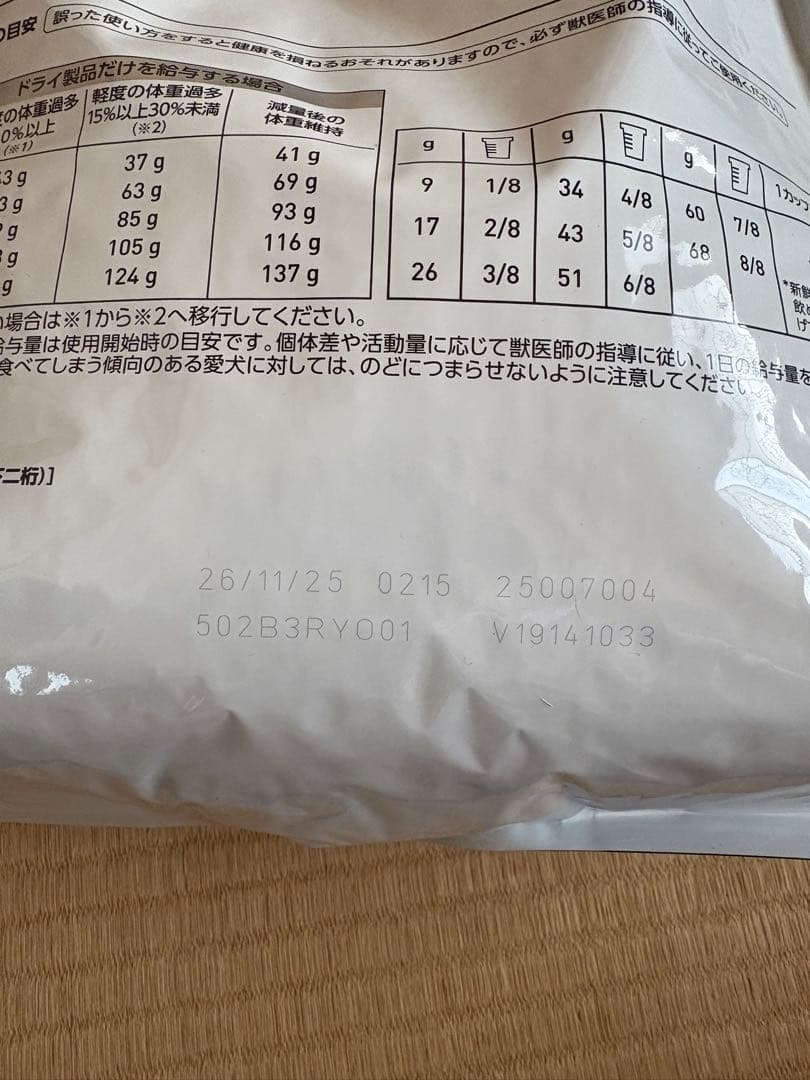 の目安
誤った使い方をすると健康を損ねるおそれがありますので、必ず獣医師の指導に従ってご使用ください。
ドライ製品だけを給与する場合
の体重過多
0%以上
(※1)
軽度の体重過多
15%以上30%未満
(※2)
減量後の
体重維持
3 g 37 g 41 g
3 g 63 g 69 g
g 85 g 93 g
g 105 g 116 g
g 124 g 137 g
g g g 1カップ
9 1/8 34 4/8 60 7/8
17 2/8 43 5/8 68 8/8
26 3/8 51 6/8
*新鮮
飲め
場合は※1から※2へ移行してください。
給与量は使用開始時の目安です。個体差や活動量に応じて獣医師の指導に従い、1日の給与量を
食べてしまう傾向のある愛犬に対しては、のどにつまらせないように注意してください。
下二桁)]
26/11/25 0215 25007004
502B3RYO01 V19141033